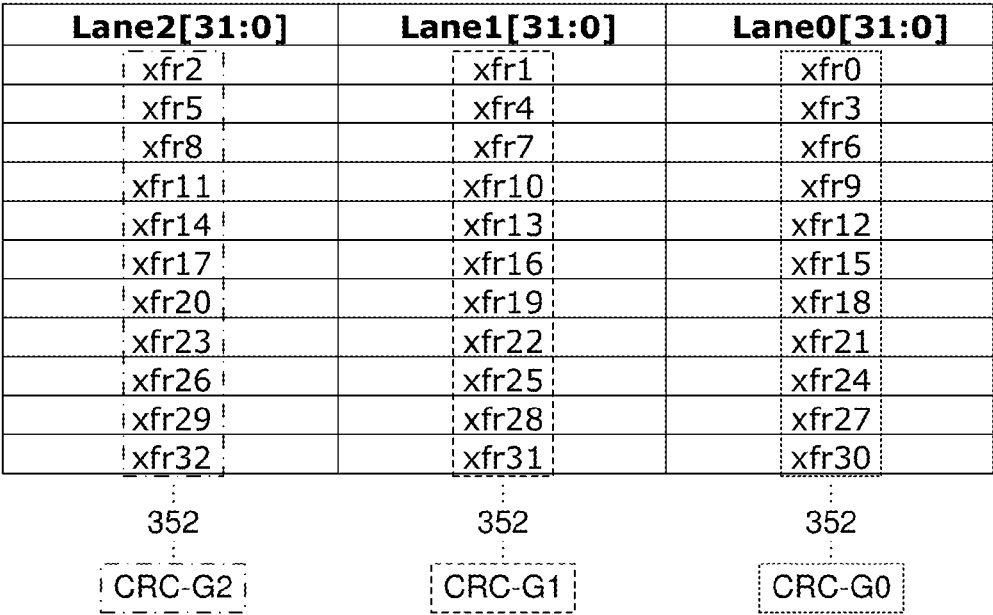 Lane2[31:0] Lane1[31:0] Lane0[31:0]
xfr2 xfr1 xfr0
xfr5 xfr4 xfr3
xfr8 xfr7 xfr6
xfr11 xfr10 xfr9
xfr14 xfr13 xfr12
xfr17 xfr16 xfr15
xfr20 xfr19 xfr18
xfr23 xfr22 xfr21
xfr26 xfr25 xfr24
xfr29 xfr28 xfr27
xfr32 xfr31 xfr30
352 352 352
CRC-G2 CRC-G1 CRC-G0